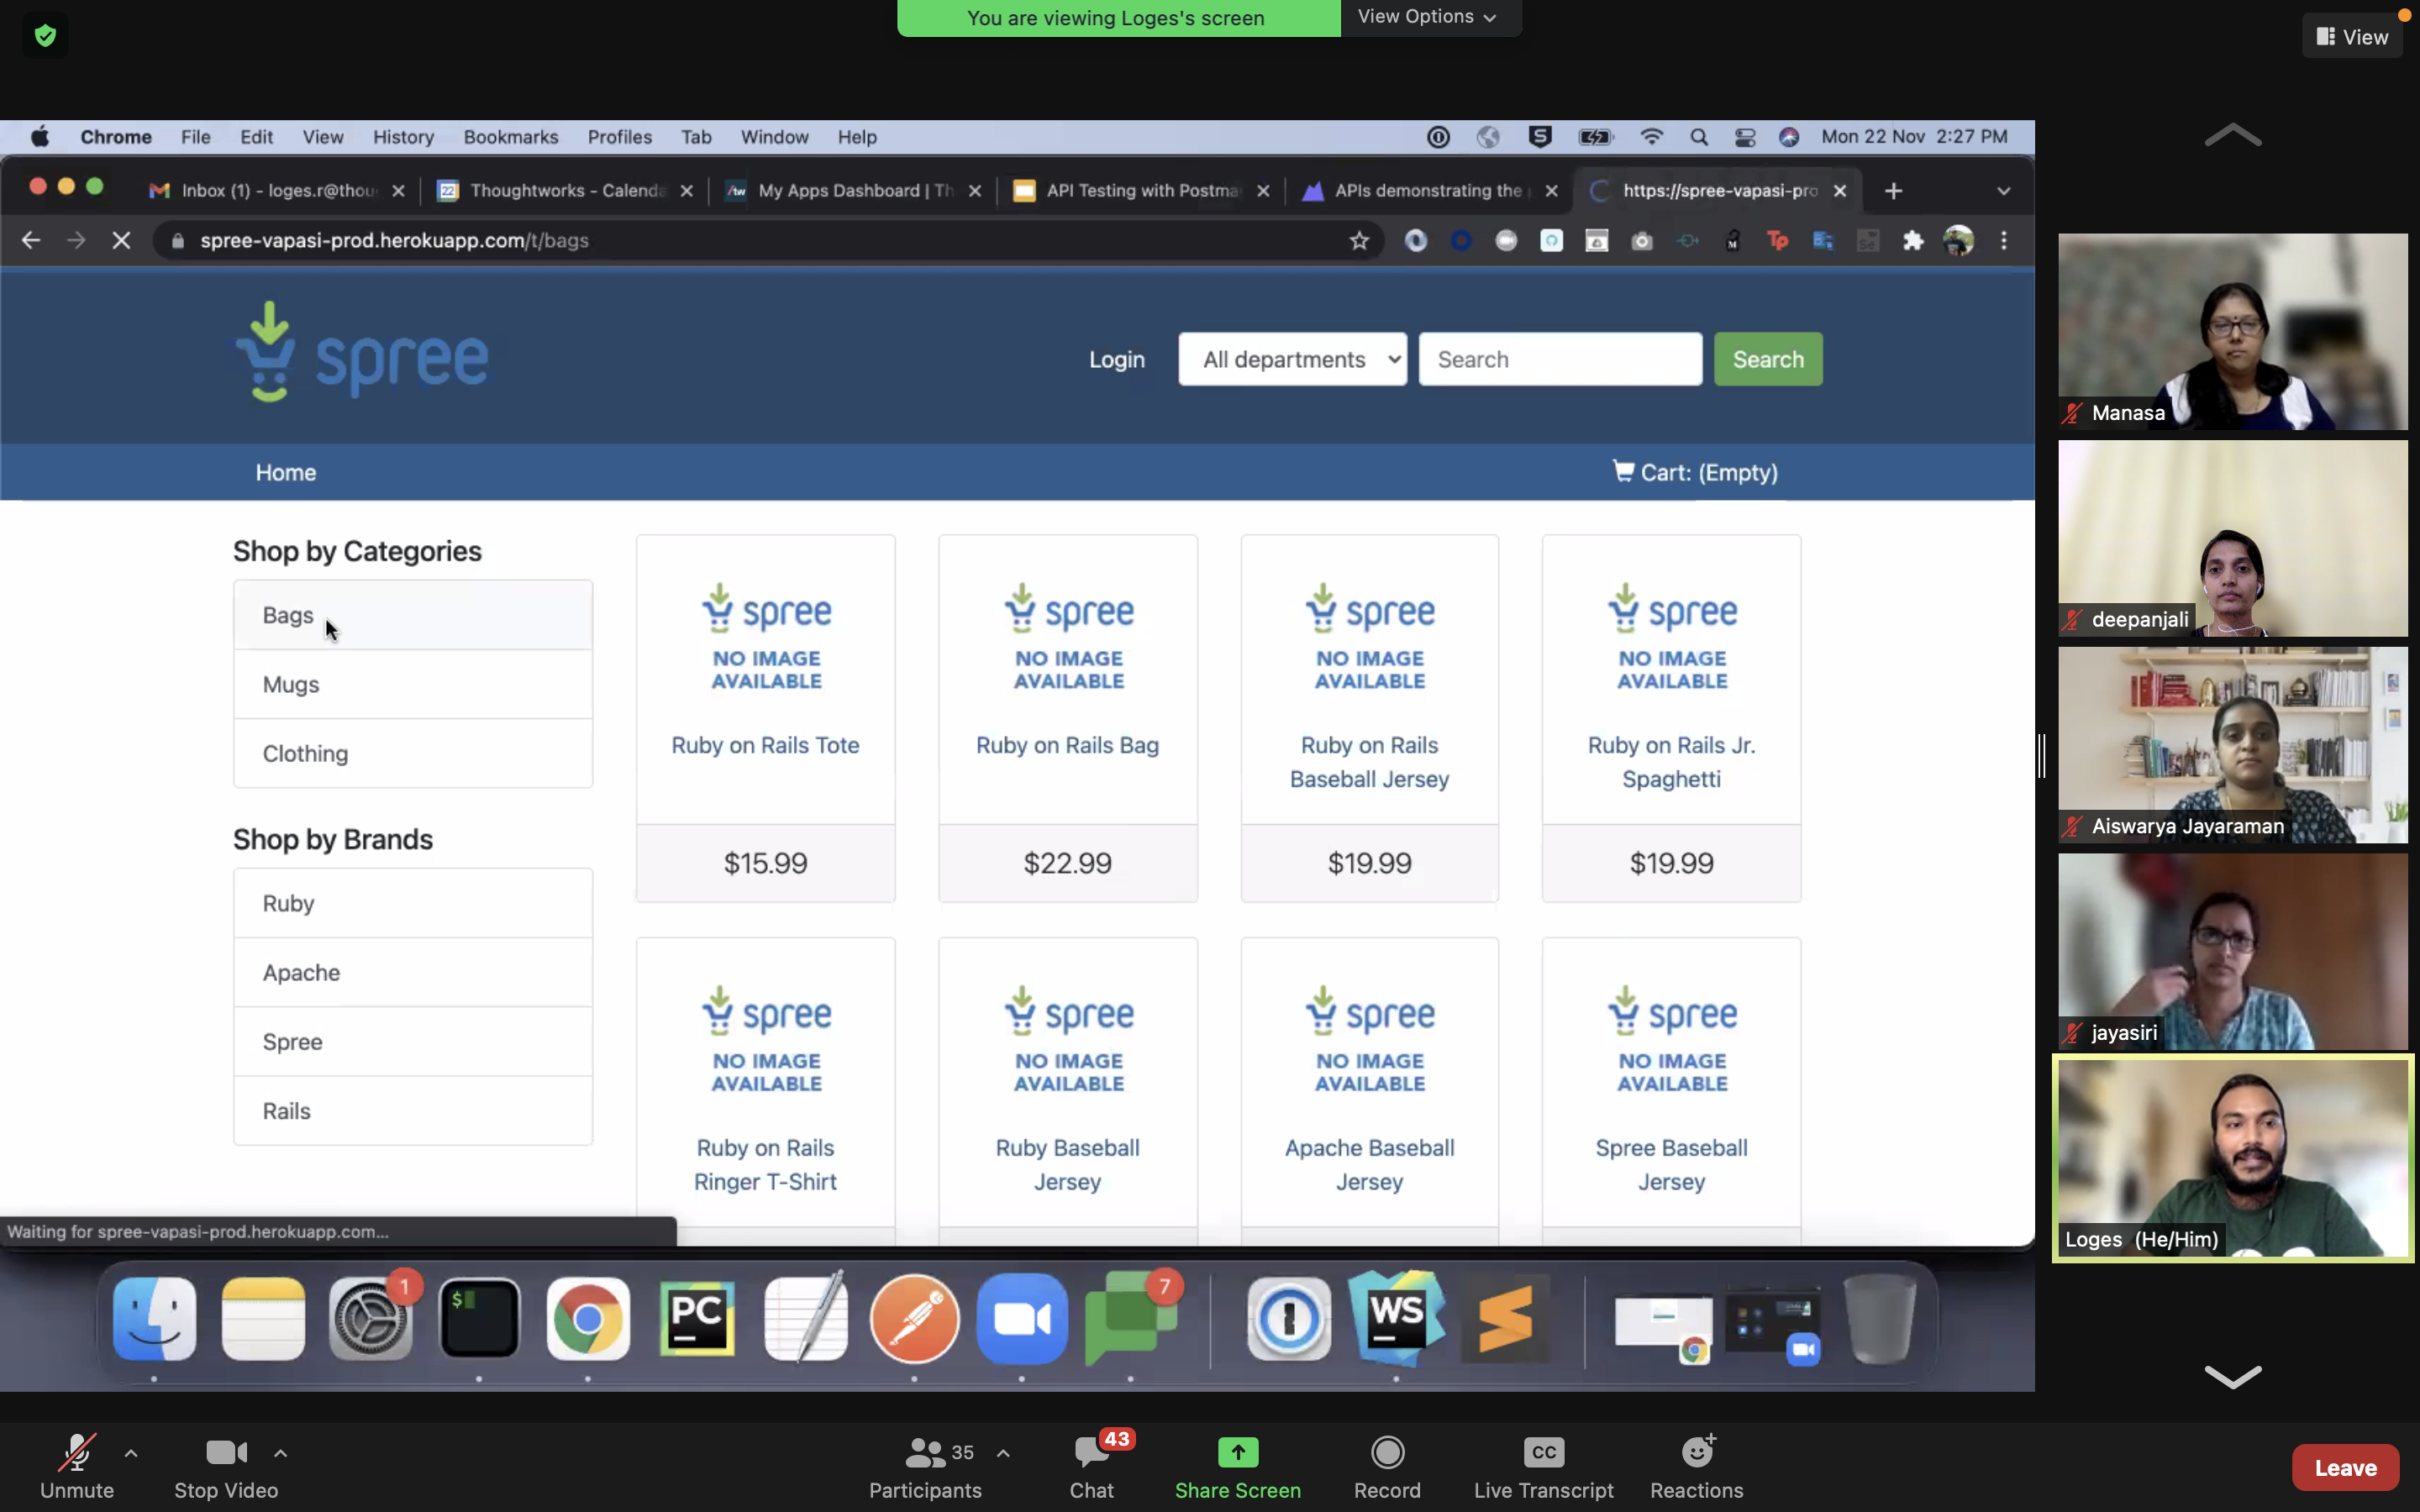 You are viewing Loges's screen
View Options
View
Chrome File Edit View History Bookmarks Profiles Tab Window Help
Mon 22 Nov 2:27 PM
Inbox (1) - loges.r@thou
Thoughtworks - Calenda
/tw My Apps Dashboard | Th
API Testing with Postma
APIs demonstrating the
https://spree-vapasi-pro
spree-vapasi-prod.herokuapp.com/t/bags
spree
Login
All departments
Search
Search
Home
Cart: (Empty)
Shop by Categories
Bags
Mugs
Clothing
Shop by Brands
Ruby
Apache
Spree
Rails
spree
NO IMAGE
AVAILABLE
Ruby on Rails Tote
$15.99
spree
NO IMAGE
AVAILABLE
Ruby on Rails Bag
$22.99
spree
NO IMAGE
AVAILABLE
Ruby on Rails
Baseball Jersey
$19.99
spree
NO IMAGE
AVAILABLE
Ruby on Rails Jr.
Spaghetti
$19.99
spree
NO IMAGE
AVAILABLE
Ruby on Rails
Ringer T-Shirt
spree
NO IMAGE
AVAILABLE
Ruby Baseball
Jersey
spree
NO IMAGE
AVAILABLE
Apache Baseball
Jersey
spree
NO IMAGE
AVAILABLE
Spree Baseball
Jersey
Waiting for spree-vapasi-prod.herokuapp.com...
1
$
PC
7
WS
Manasa
deepanjali
Aiswarya Jayaraman
jayasiri
Loges (He/Him)
Unmute
Stop Video
35
Participants
43
Chat
Share Screen
Record
CC
Live Transcript
Reactions
Leave